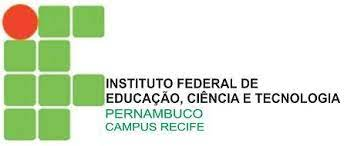 INSTITUTO FEDERAL DE
EDUCAÇÃO, CIÊNCIA E TECNOLOGIA
PERNAMBUCO
CAMPUS RECIFE